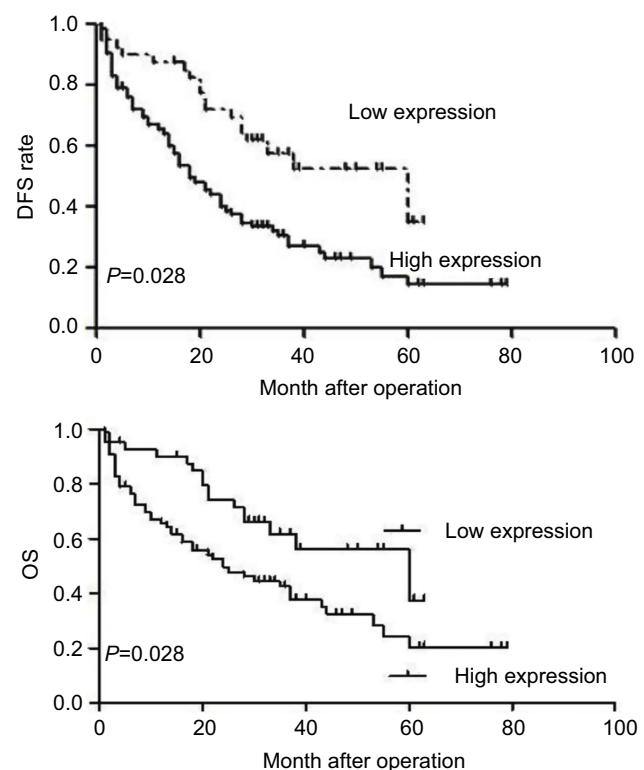 1.0
0.8
0.6
0.4
0.2
0.0
DFS rate
Low expression
High expression
P=0.028
0 20 40 60 80 100
Month after operation
1.0
0.8
0.6
0.4
0.2
0.0
OS
Low expression
P=0.028
High expression
0 20 40 60 80 100
Month after operation